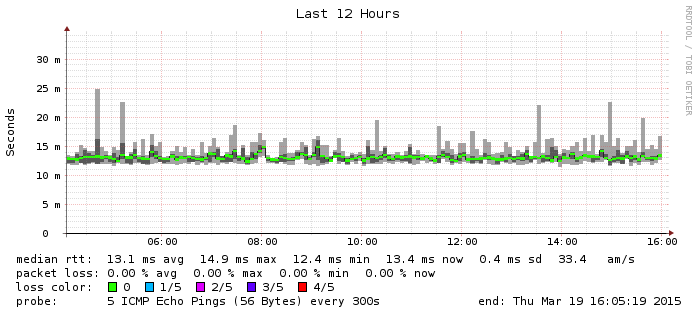 Last 12 Hours
RRDTOOL / TOBI OETIKER
Seconds
30 m
25 m
20 m
15 m
10 m
5 m
0
06:00 08:00 10:00 12:00 14:00 16:00
median rtt: 13.1 ms avg 14.9 ms max 12.4 ms min 13.4 ms now 0.4 ms sd 33.4 am/s
packet loss: 0.00 % avg 0.00 % max 0.00 % min 0.00 % now
loss color: 0 1/5 2/5 3/5 4/5
probe: 5 ICMP Echo Pings (56 Bytes) every 300s end: Thu Mar 19 16:05:19 2015